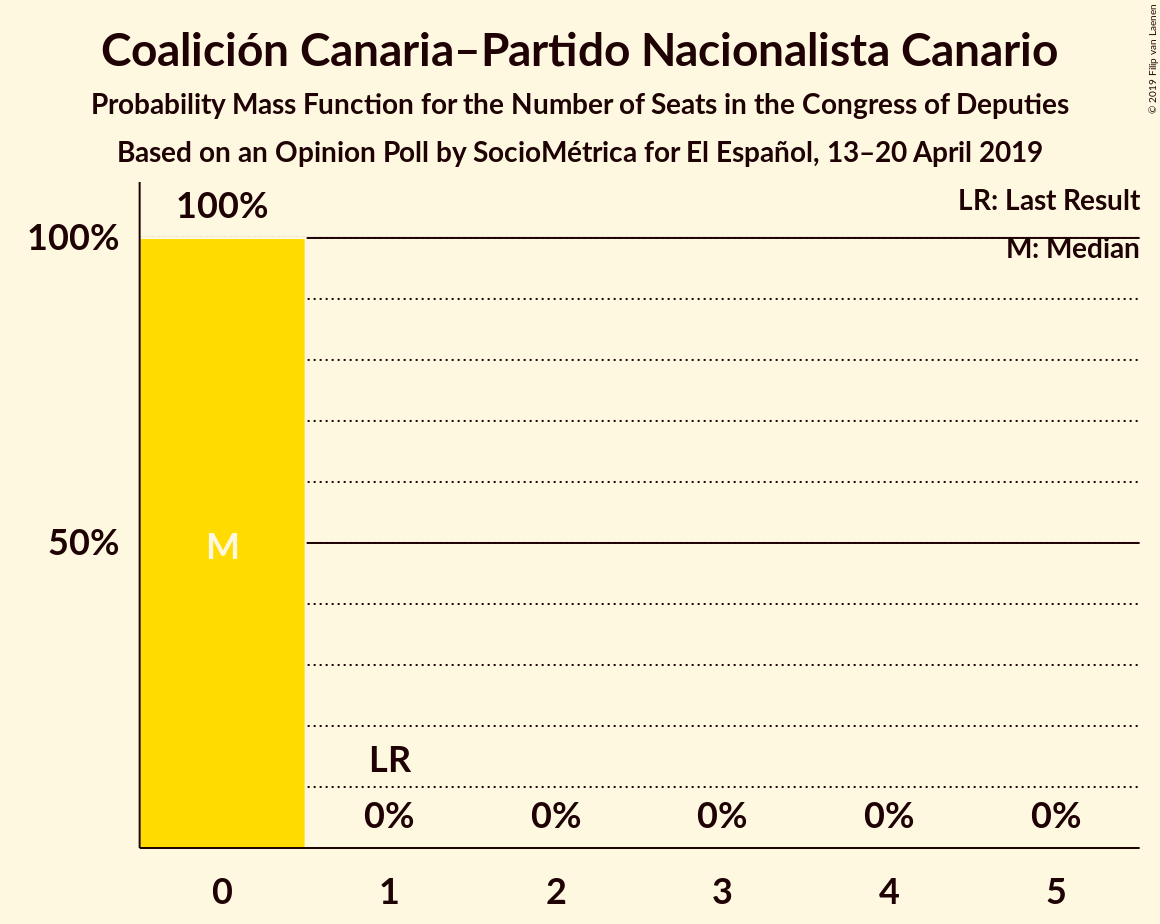 Coalición Canaria–Partido Nacionalista Canario
Probability Mass Function for the Number of Seats in the Congress of Deputies
Based on an Opinion Poll by SocioMétrica for El Español, 13–20 April 2019
© 2019 Filip van Laenen
LR: Last Result
M: Median
100%
100%
50%
M
LR
0% 0% 0% 0% 0%
0 1 2 3 4 5